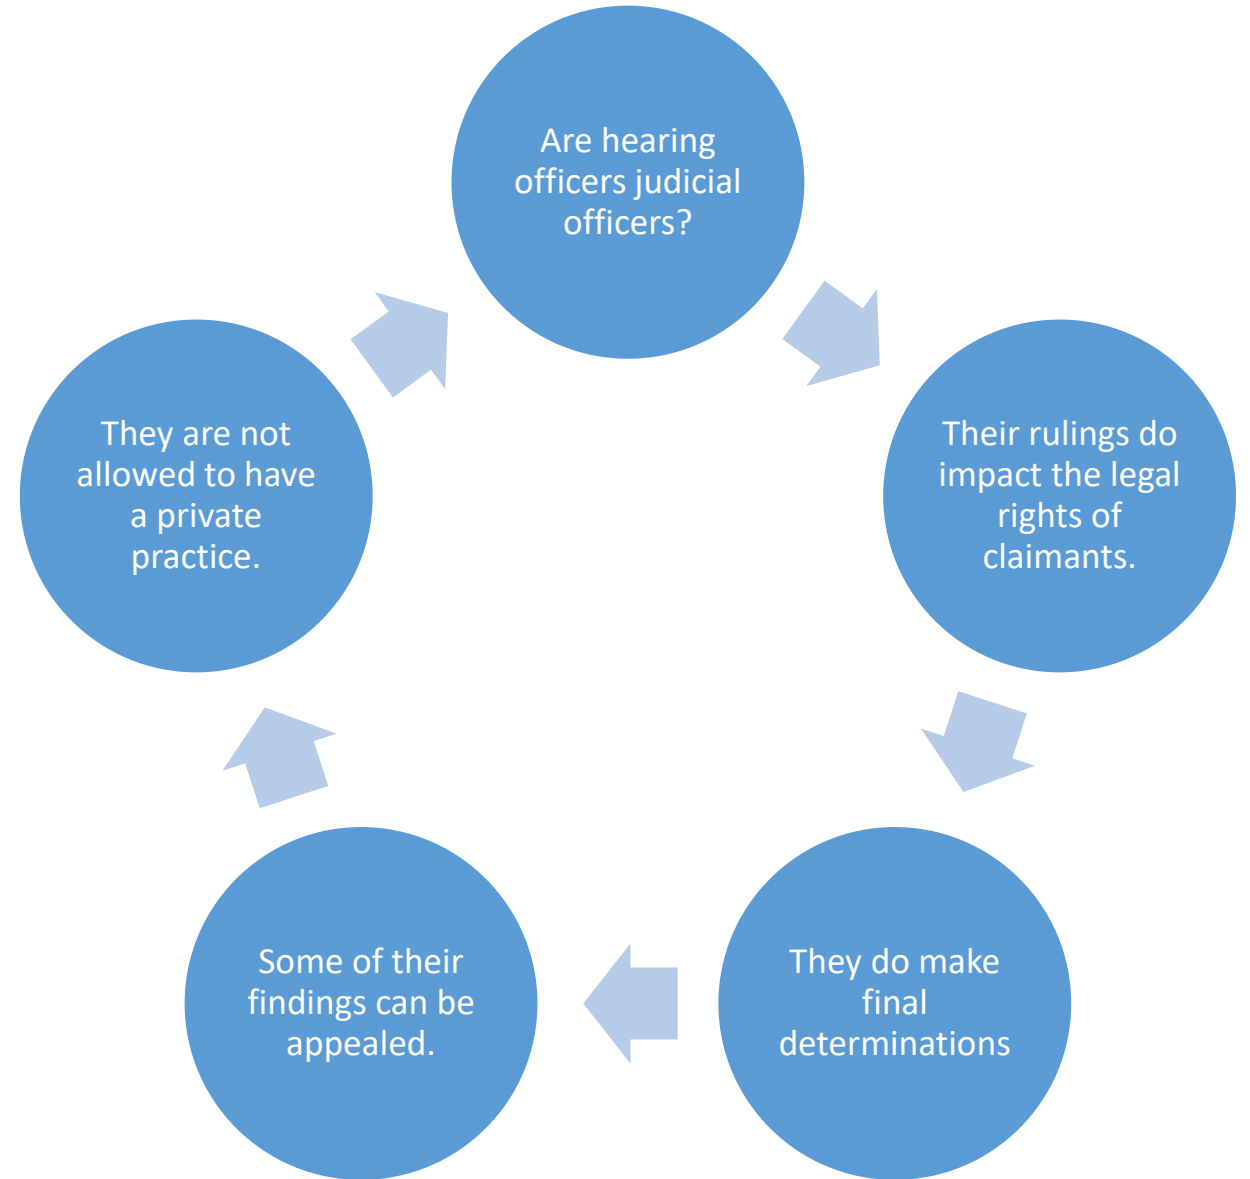 Are hearing
officers judicial
officers?
Their rulings do
impact the legal
rights of
claimants.
They do make
final
determinations
Some of their
findings can be
appealed.
They are not
allowed to have
a private
practice.